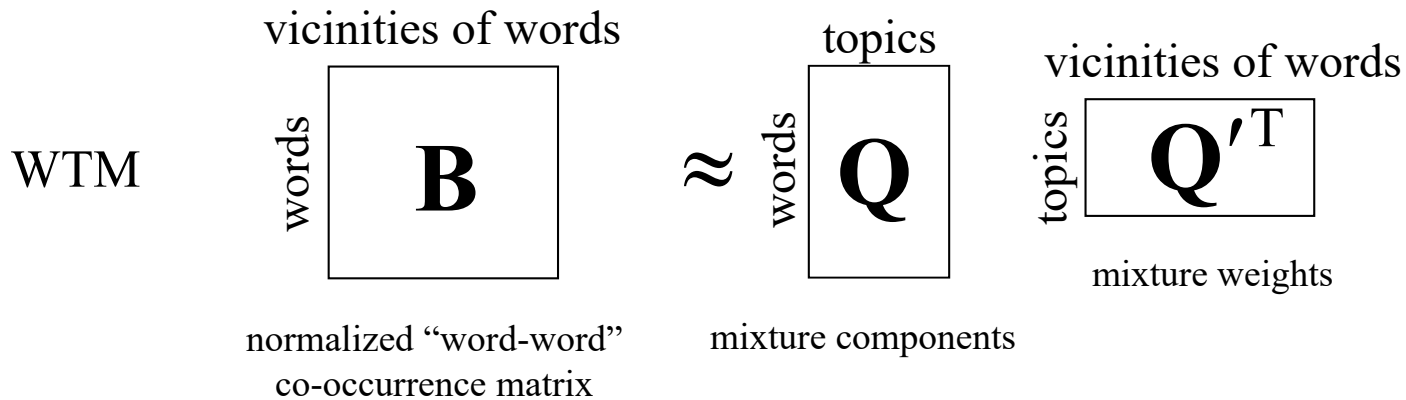 vicinities of words
topics
vicinities of words
WTM
words
B
≈
words
Q
topics
Q′ᵀ
mixture weights
normalized “word-word”
co-occurrence matrix
mixture components